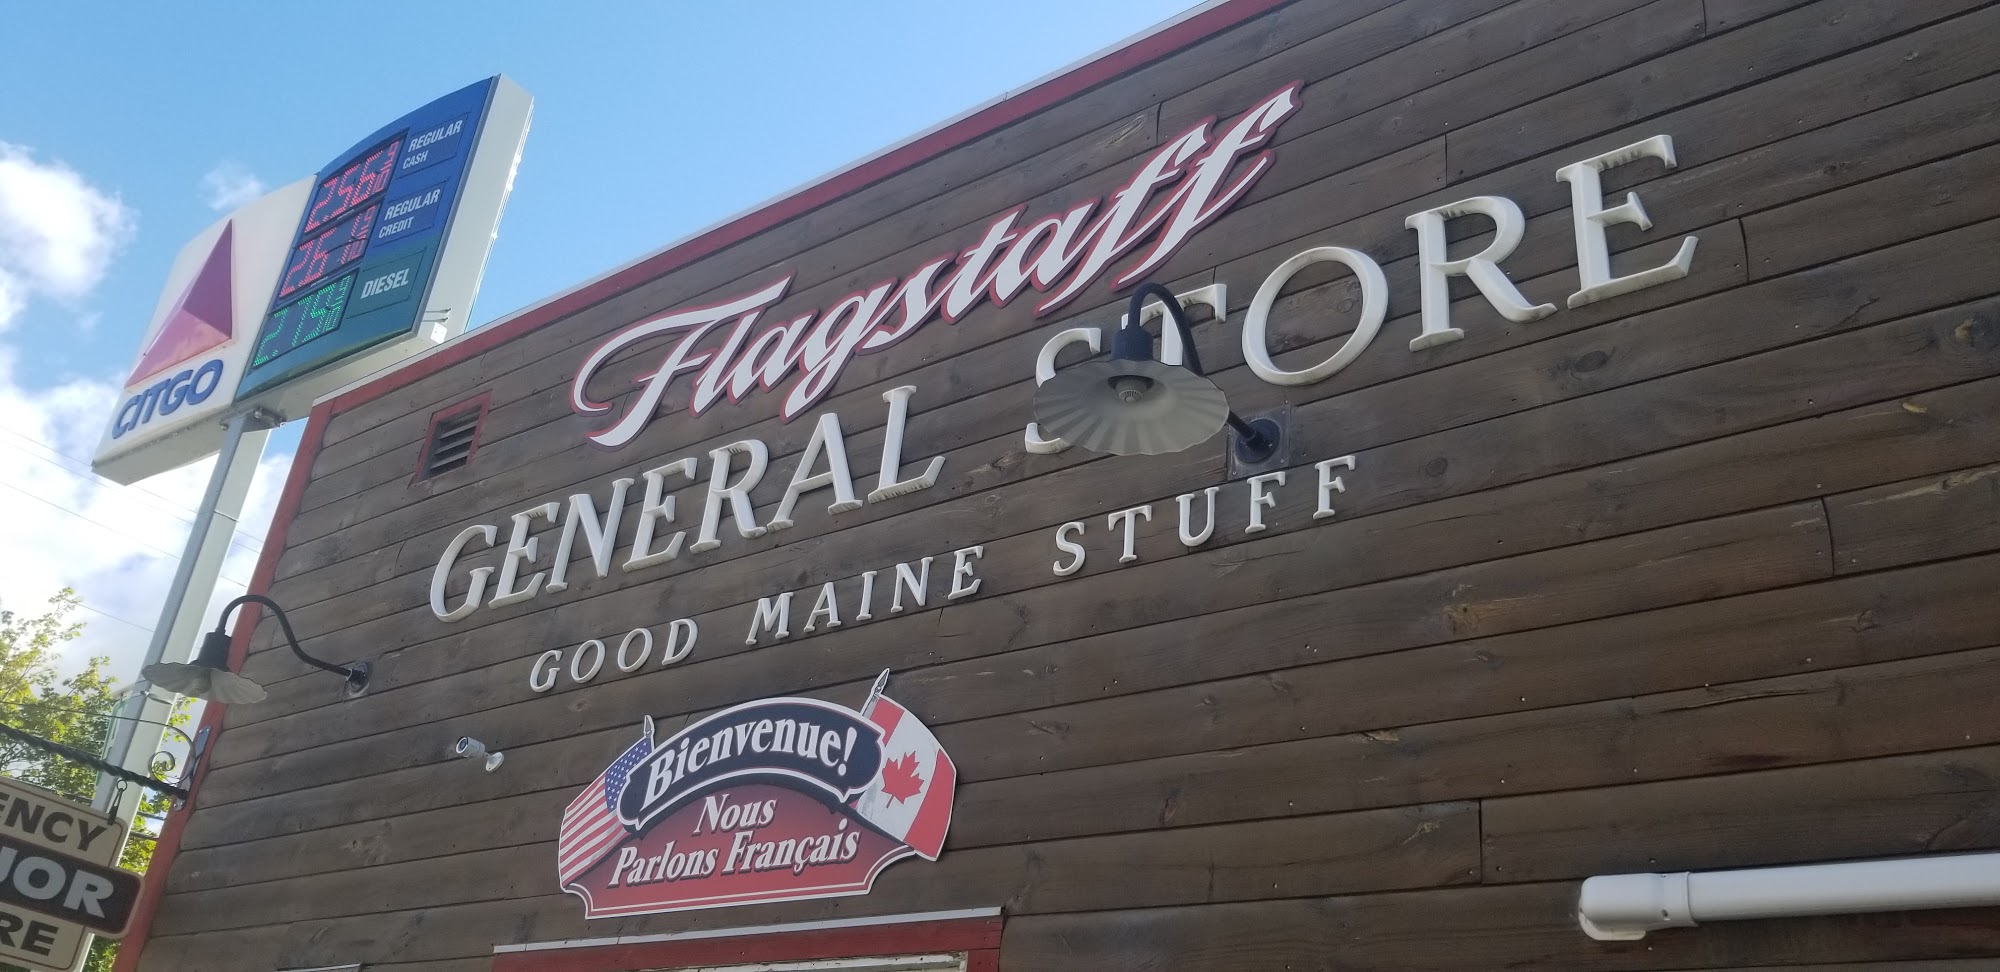 REGULAR
CASH
REGULAR
CREDIT
DIESEL
CITGO
Flagstaff
GENERAL STORE
GOOD MAINE STUFF
Bienvenue!
Nous
Parlons Français